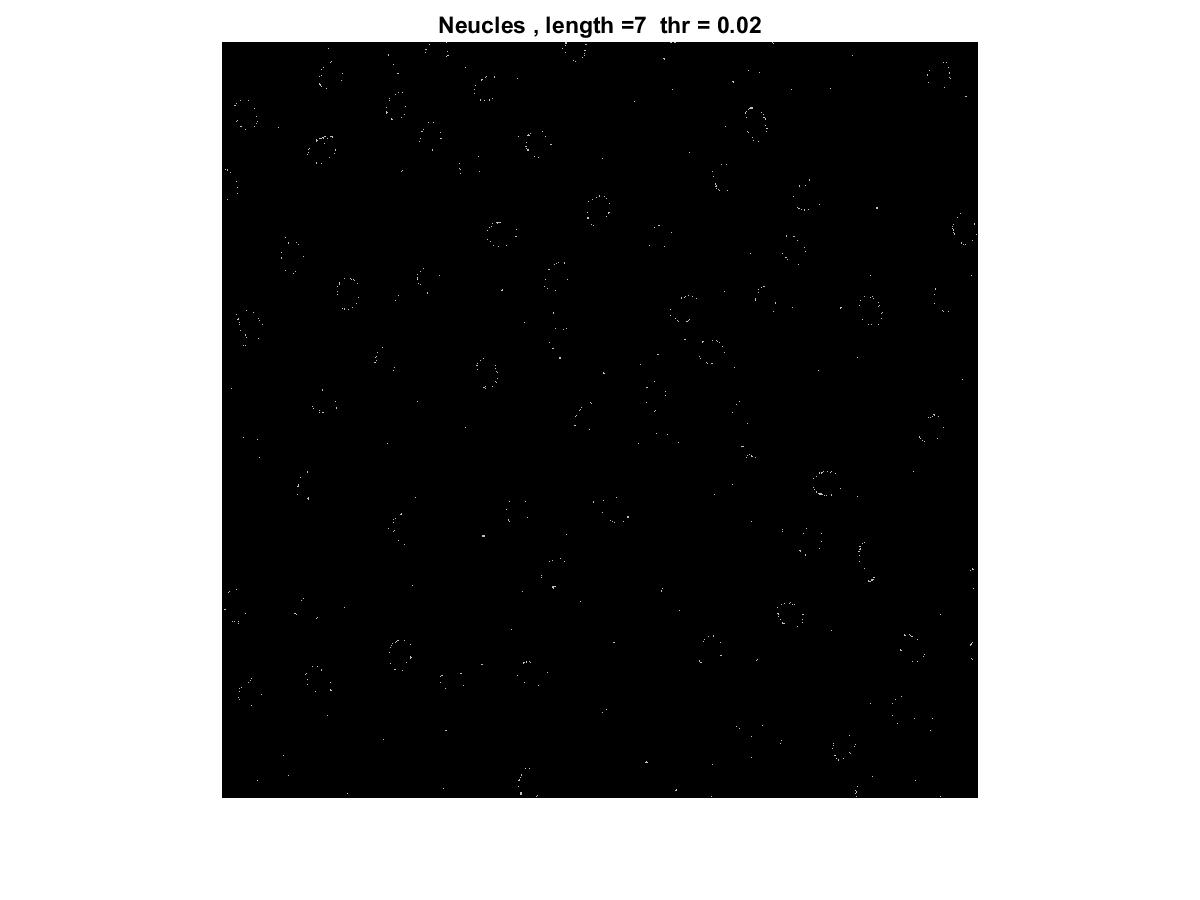 Neucles , length =7  thr = 0.02